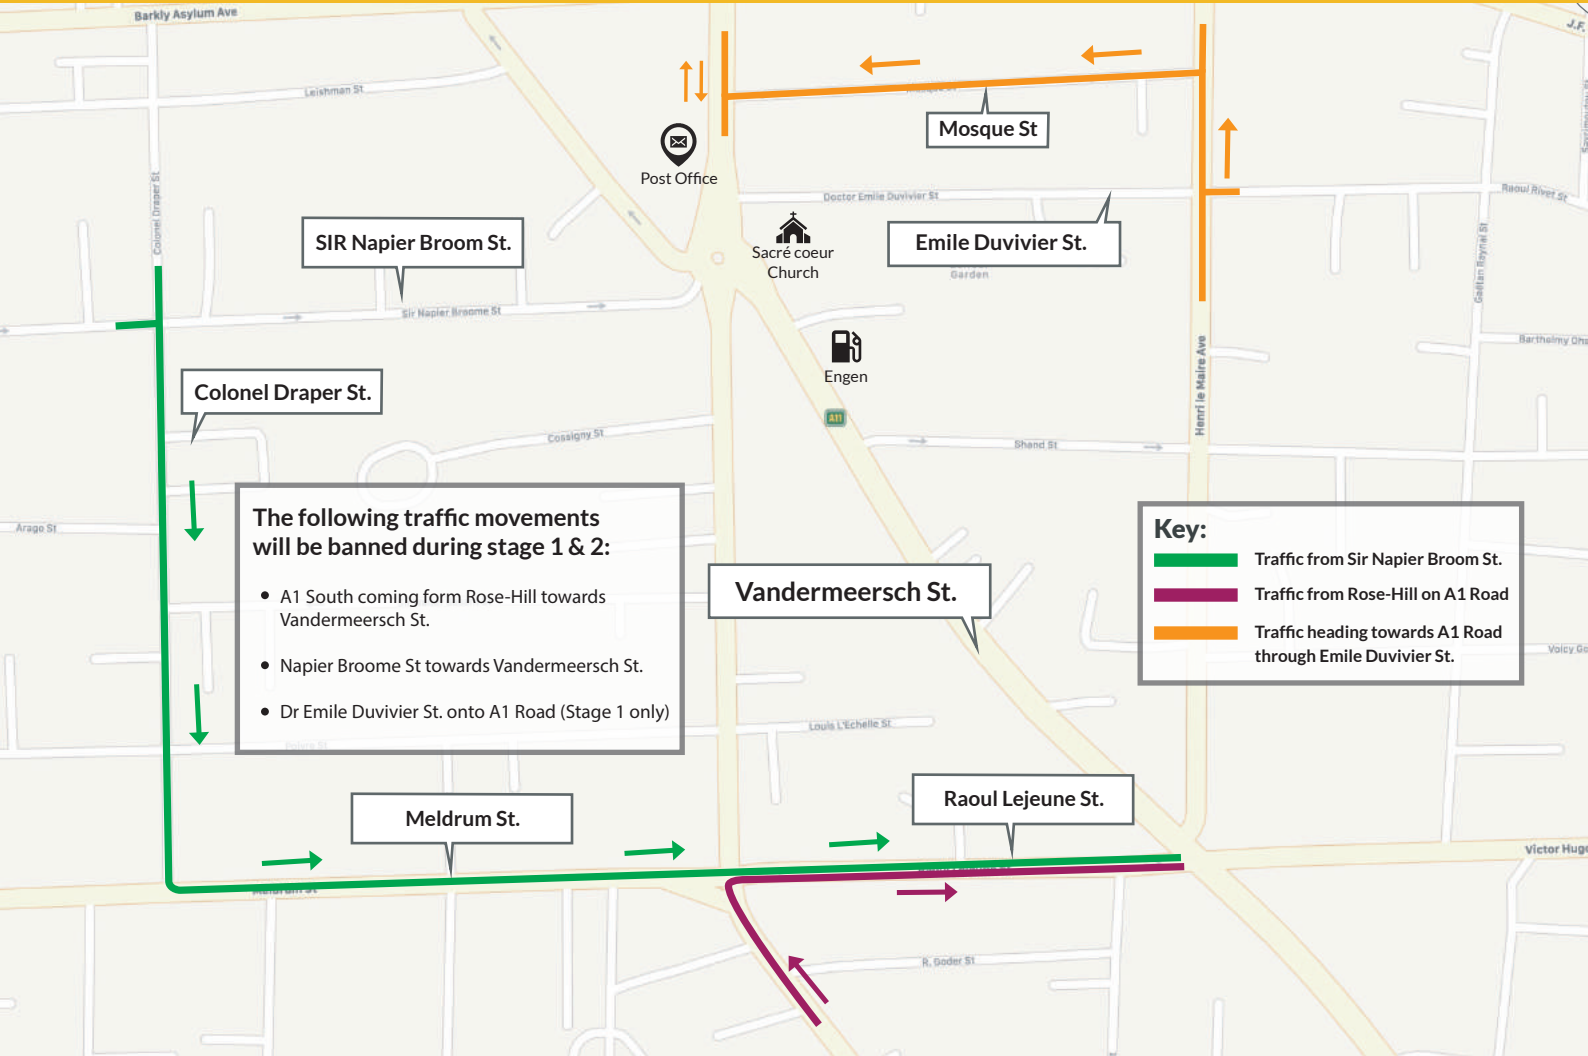 Barkly Asylum Ave
J.F.
Leishman St
Mosque St
Post Office
Colonel Draper St
Doctor Emile Duvivier St
Raoul Rivet St
SIR Napier Broom St.
Sacré coeur
Church
Emile Duvivier St.
Garden
Gaëtan Raynal St
Sir Napier Broome St
Engen
Henri le Maire Ave
Colonel Draper St.
A11
Cossigny St
Shand St
Arago St
The following traffic movements
will be banned during stage 1 & 2:
• A1 South coming form Rose-Hill towards
Vandermeersch St.
• Napier Broome St towards Vandermeersch St.
• Dr Emile Duvivier St. onto A1 Road (Stage 1 only)
Key:
Traffic from Sir Napier Broom St.
Traffic from Rose-Hill on A1 Road
Traffic heading towards A1 Road
through Emile Duvivier St.
Vandermeersch St.
Louis L'Echelle St
Meldrum St.
Raoul Lejeune St.
Victor Hugo
Meldrum St
R. Goder St